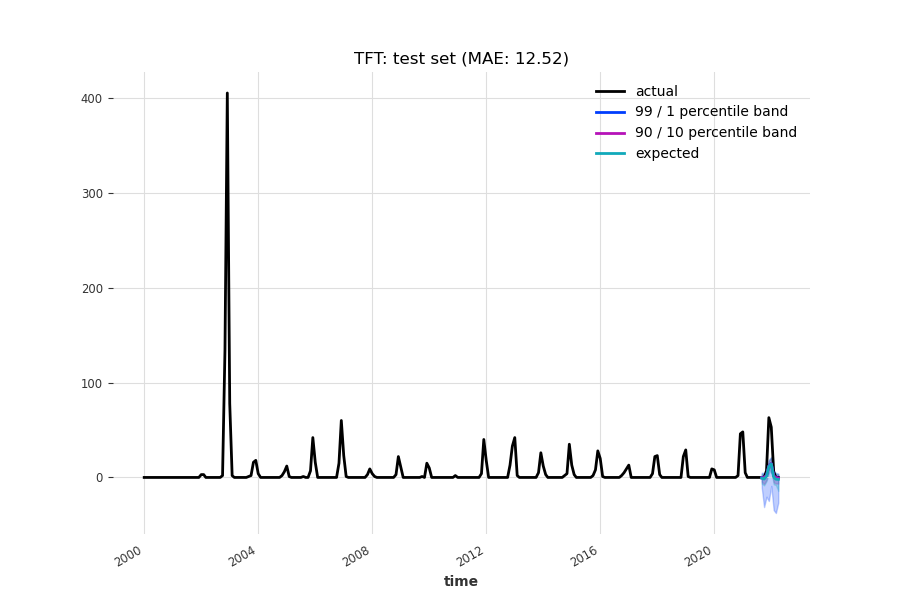 TFT: test set (MAE: 12.52)
actual
99 / 1 percentile band
90 / 10 percentile band
expected
400
300
200
100
0
2000
2004
2008
2012
2016
2020
time